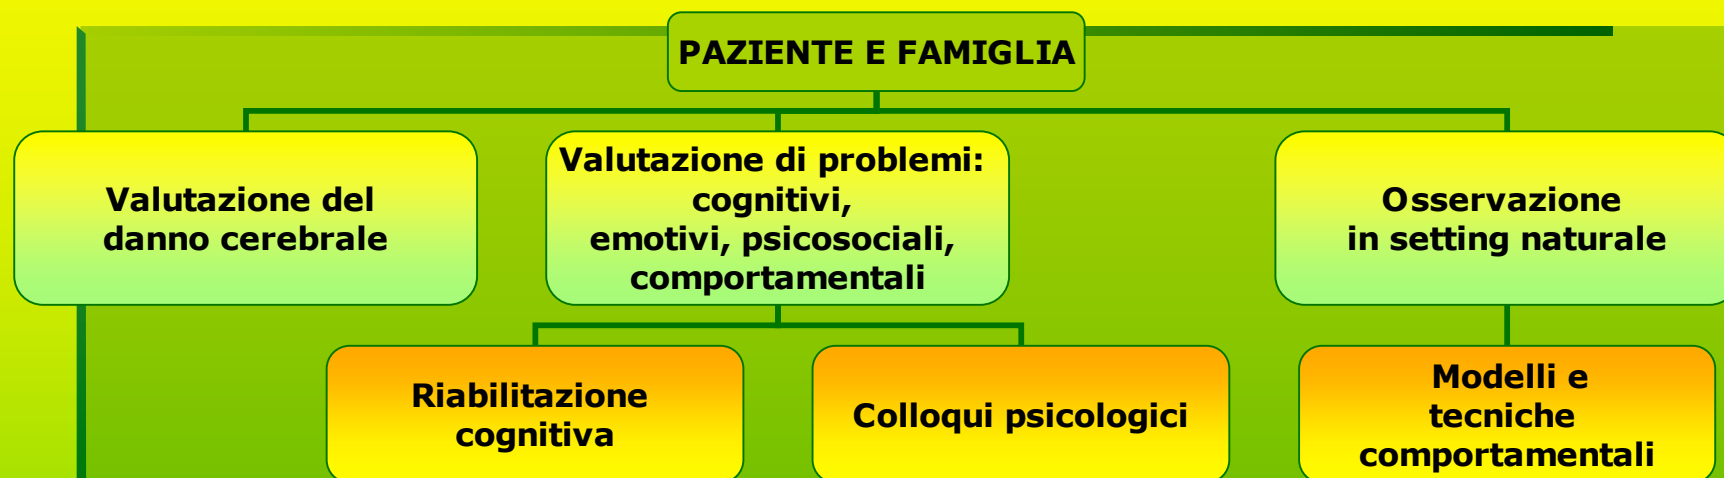 PAZIENTE E FAMIGLIA
Valutazione del
danno cerebrale
Valutazione di problemi:
cognitivi,
emotivi, psicosociali,
comportamentali
Osservazione
in setting naturale
Riabilitazione
cognitiva
Colloqui psicologici
Modelli e
tecniche
comportamentali